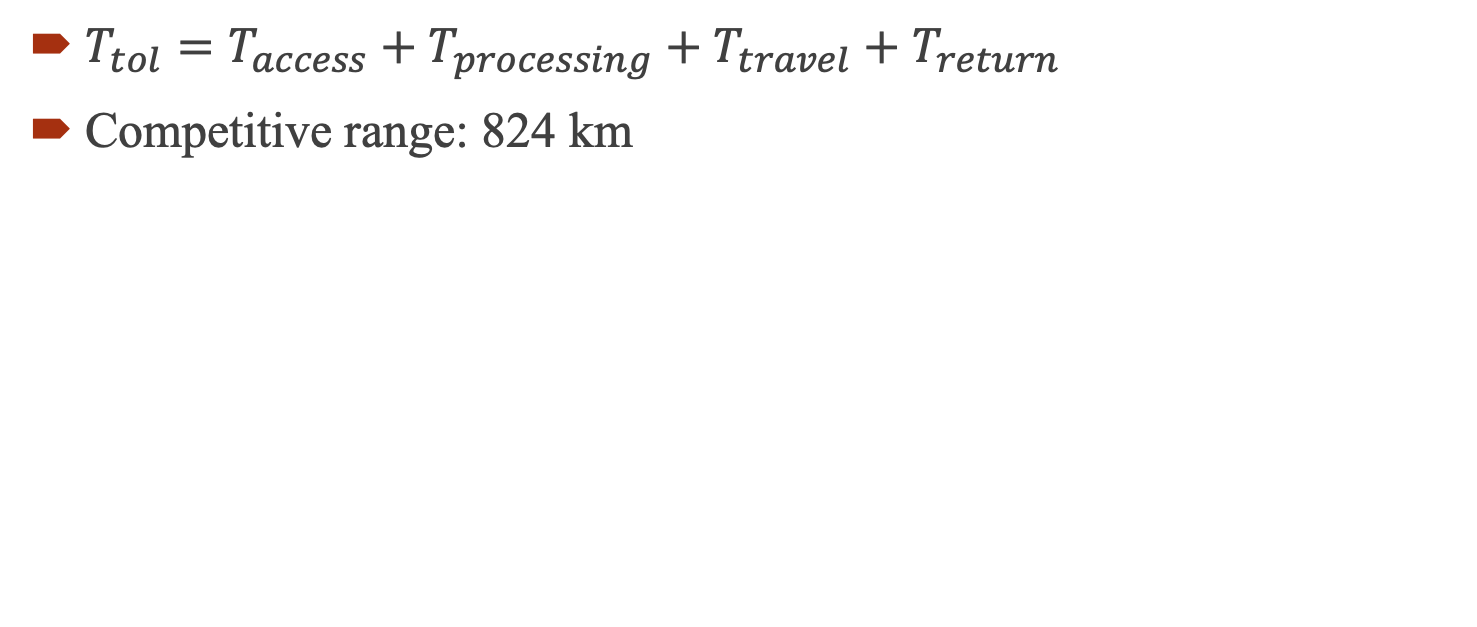 T_tol = T_access + T_processing + T_travel + T_return
Competitive range: 824 km